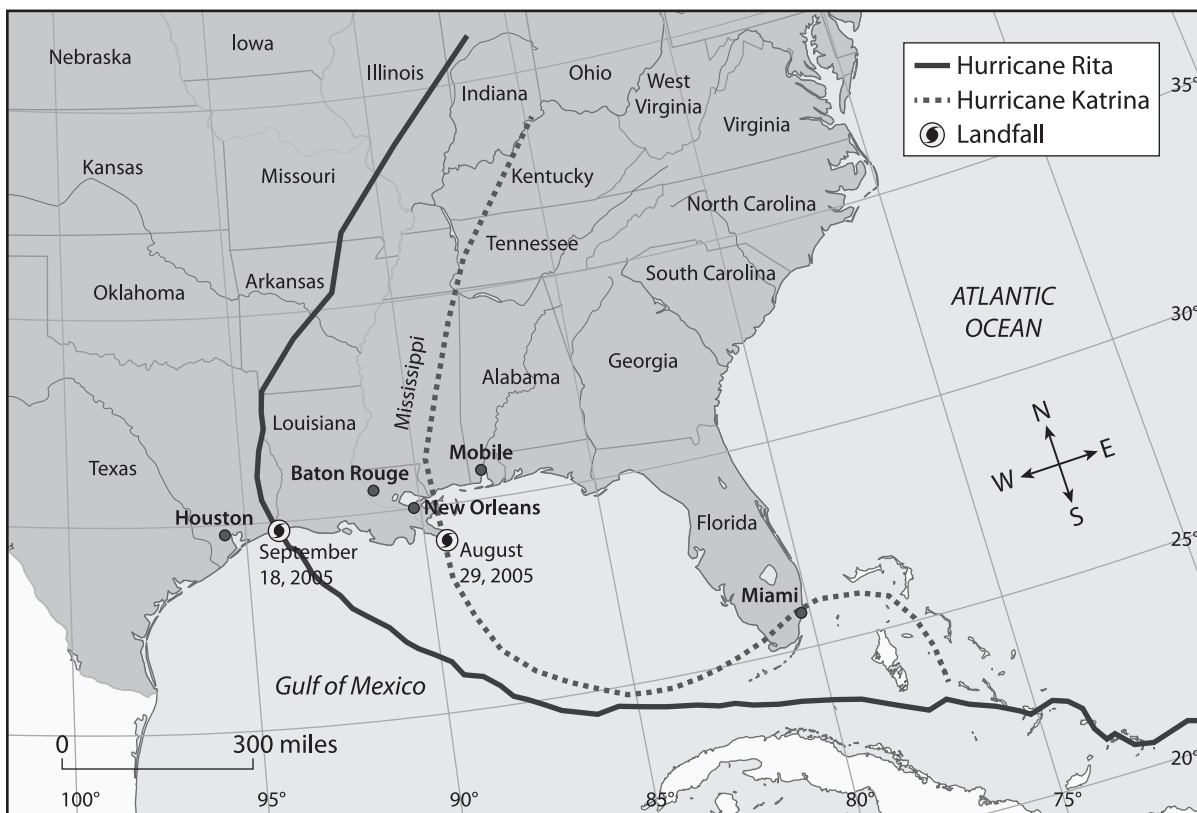 Nebraska
Iowa
Illinois
Indiana
Ohio
West
Virginia
Virginia
Hurricane Rita
Hurricane Katrina
Landfall
35°
Kansas
Missouri
Kentucky
North Carolina
Tennessee
Oklahoma
Arkansas
South Carolina
ATLANTIC
OCEAN
30°
Mississippi
Alabama
Georgia
Louisiana
Texas
Baton Rouge
Mobile
New Orleans
Houston
September
18, 2005
August
29, 2005
Florida
Miami
N
E
W
S
25°
Gulf of Mexico
0
300 miles
20°
100°
95°
90°
85°
80°
75°